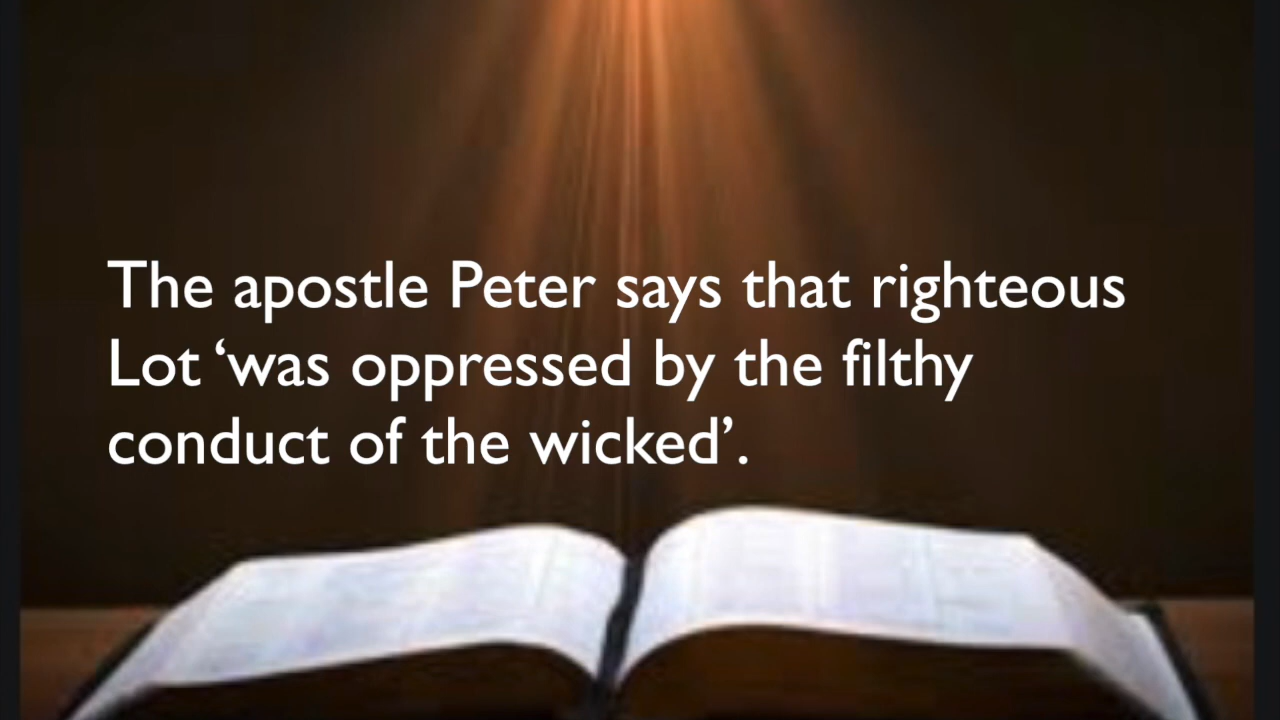 The apostle Peter says that righteous
Lot ‘was oppressed by the filthy
conduct of the wicked’.